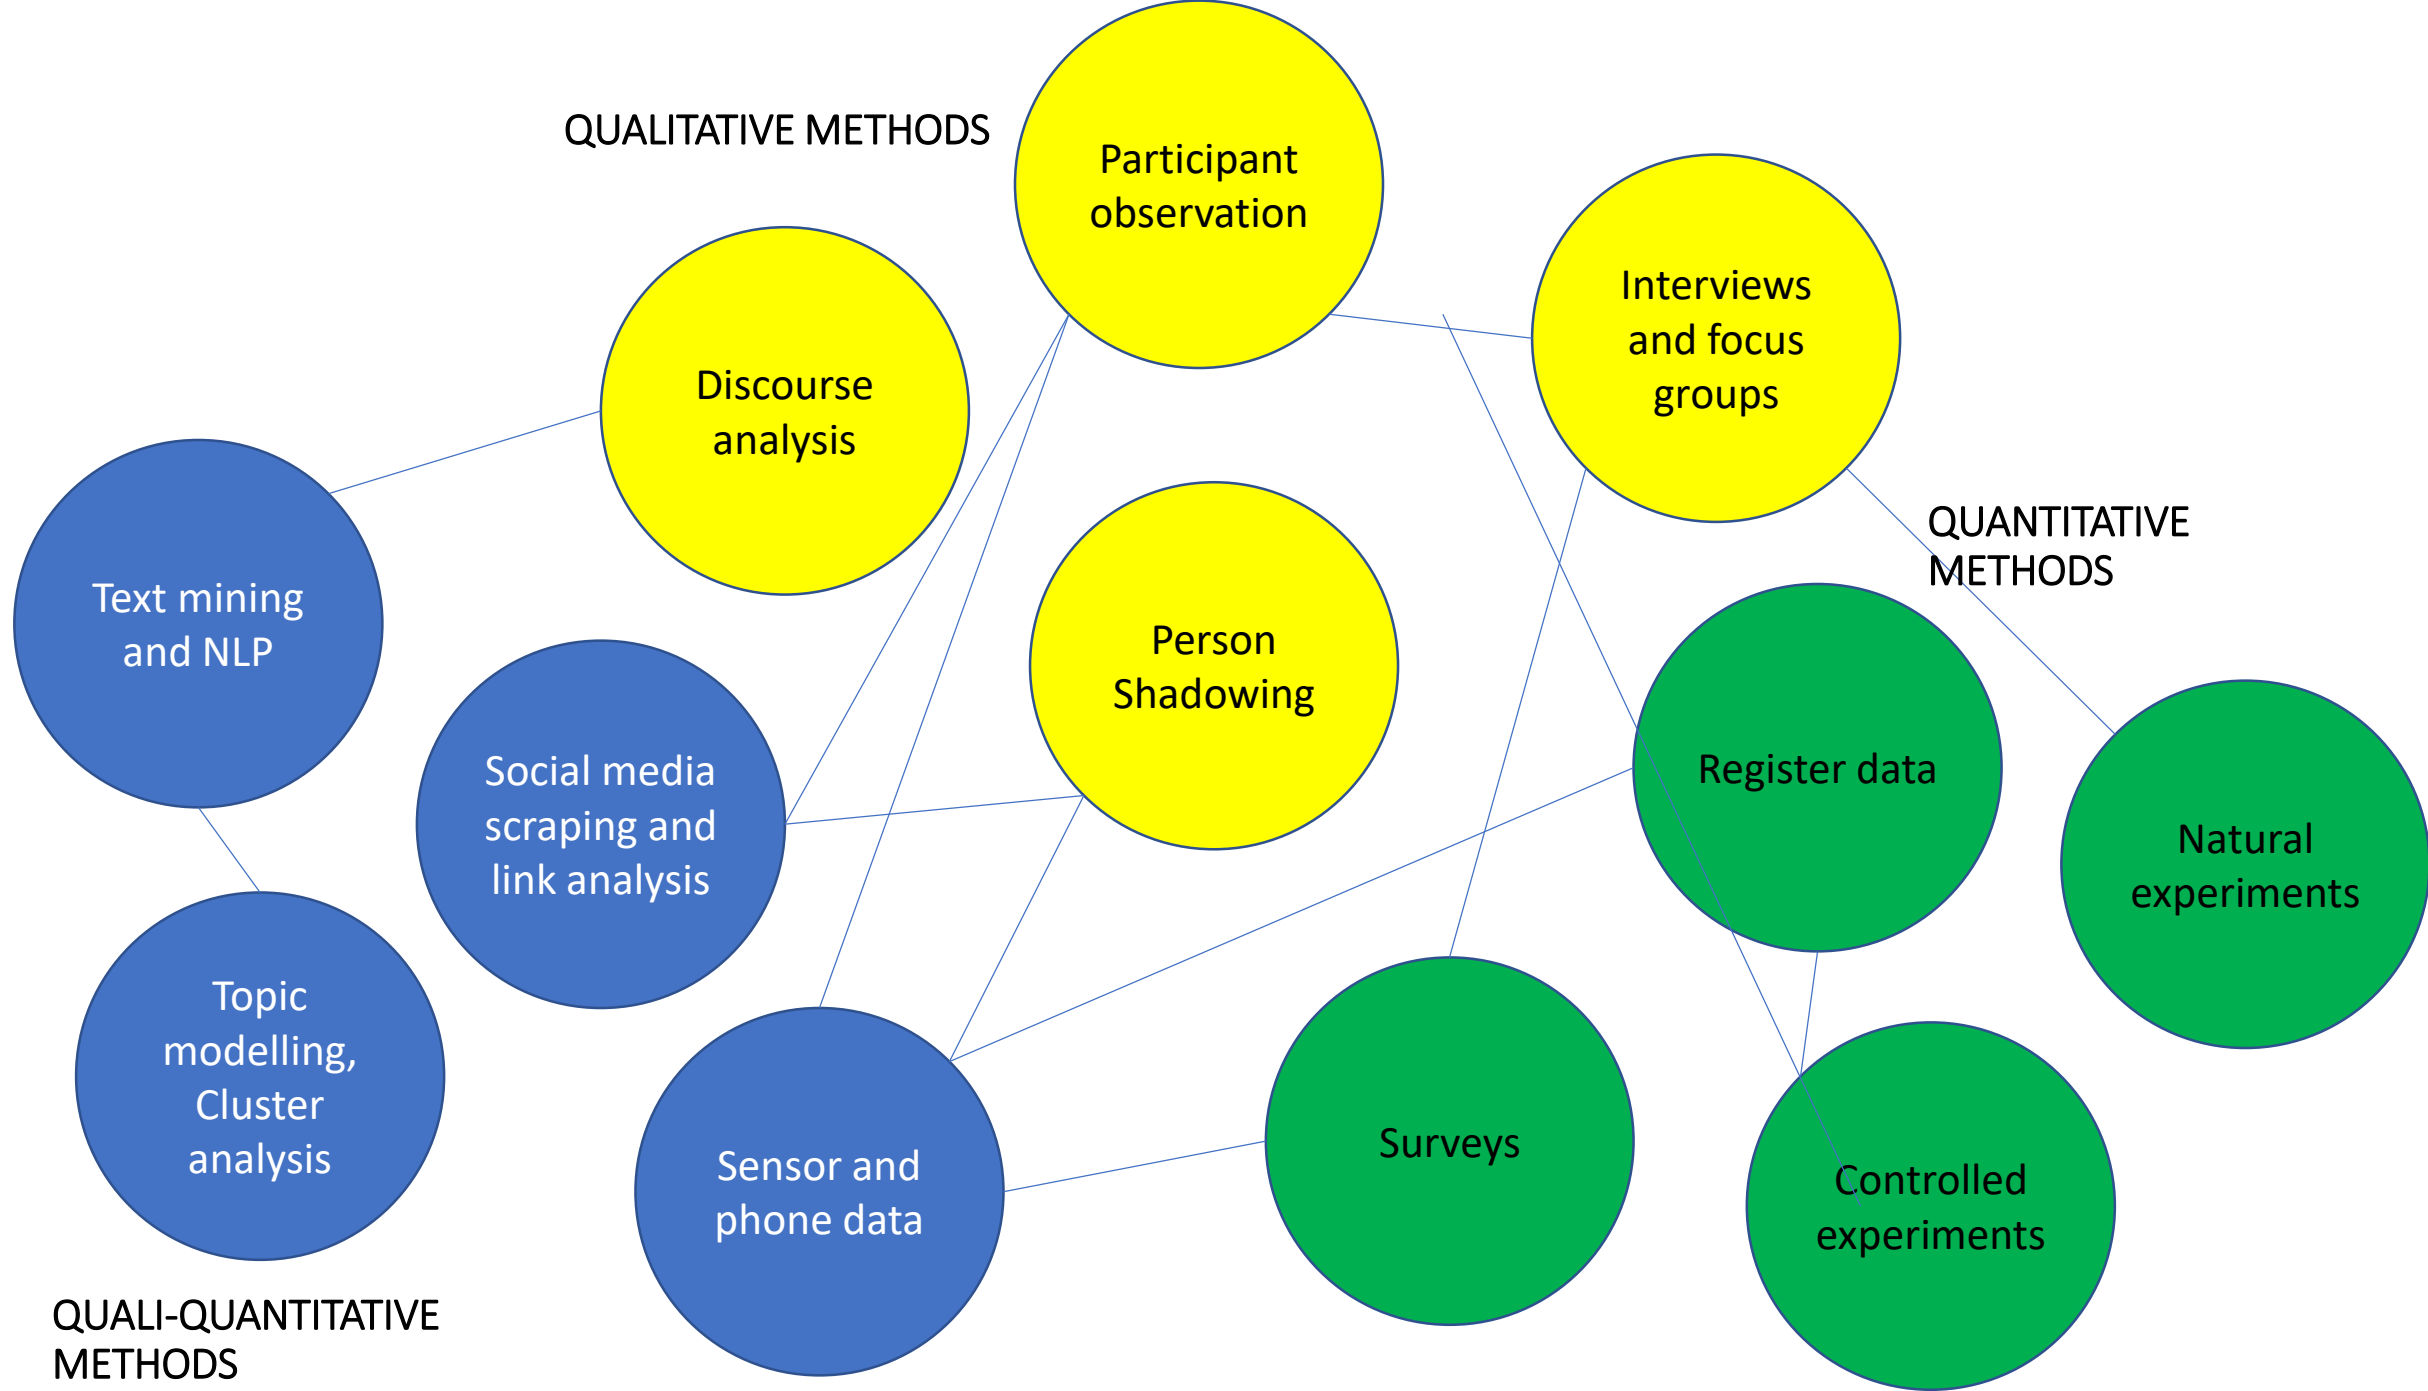 QUALITATIVE METHODS
Participant
observation
Interviews
and focus
groups
Discourse
analysis
QUANTITATIVE
METHODS
Text mining
and NLP
Person
Shadowing
Social media
scraping and
link analysis
Register data
Natural
experiments
Topic
modelling,
Cluster
analysis
Sensor and
phone data
Surveys
Controlled
experiments
QUALI-QUANTITATIVE
METHODS